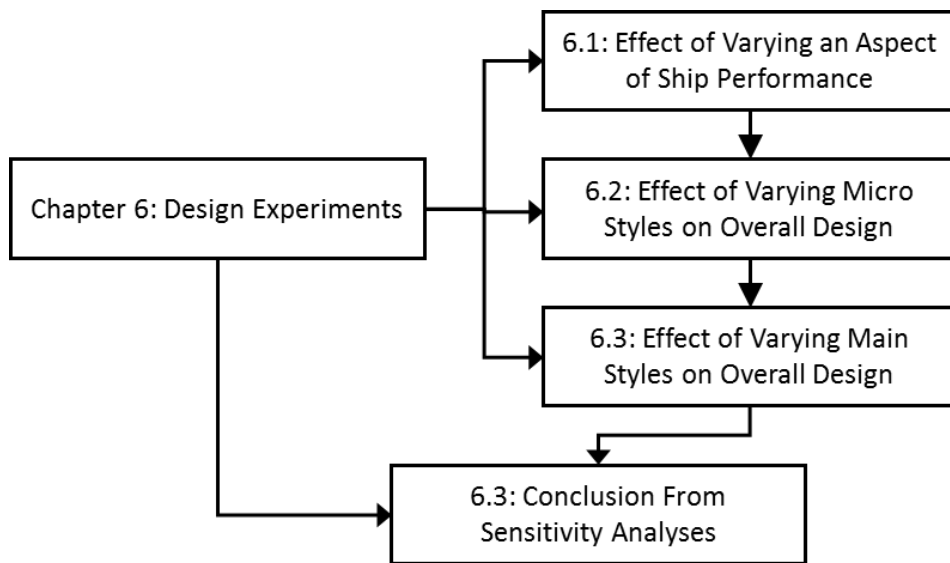 6.1: Effect of Varying an Aspect
of Ship Performance
Chapter 6: Design Experiments
6.2: Effect of Varying Micro
Styles on Overall Design
6.3: Effect of Varying Main
Styles on Overall Design
6.3: Conclusion From
Sensitivity Analyses